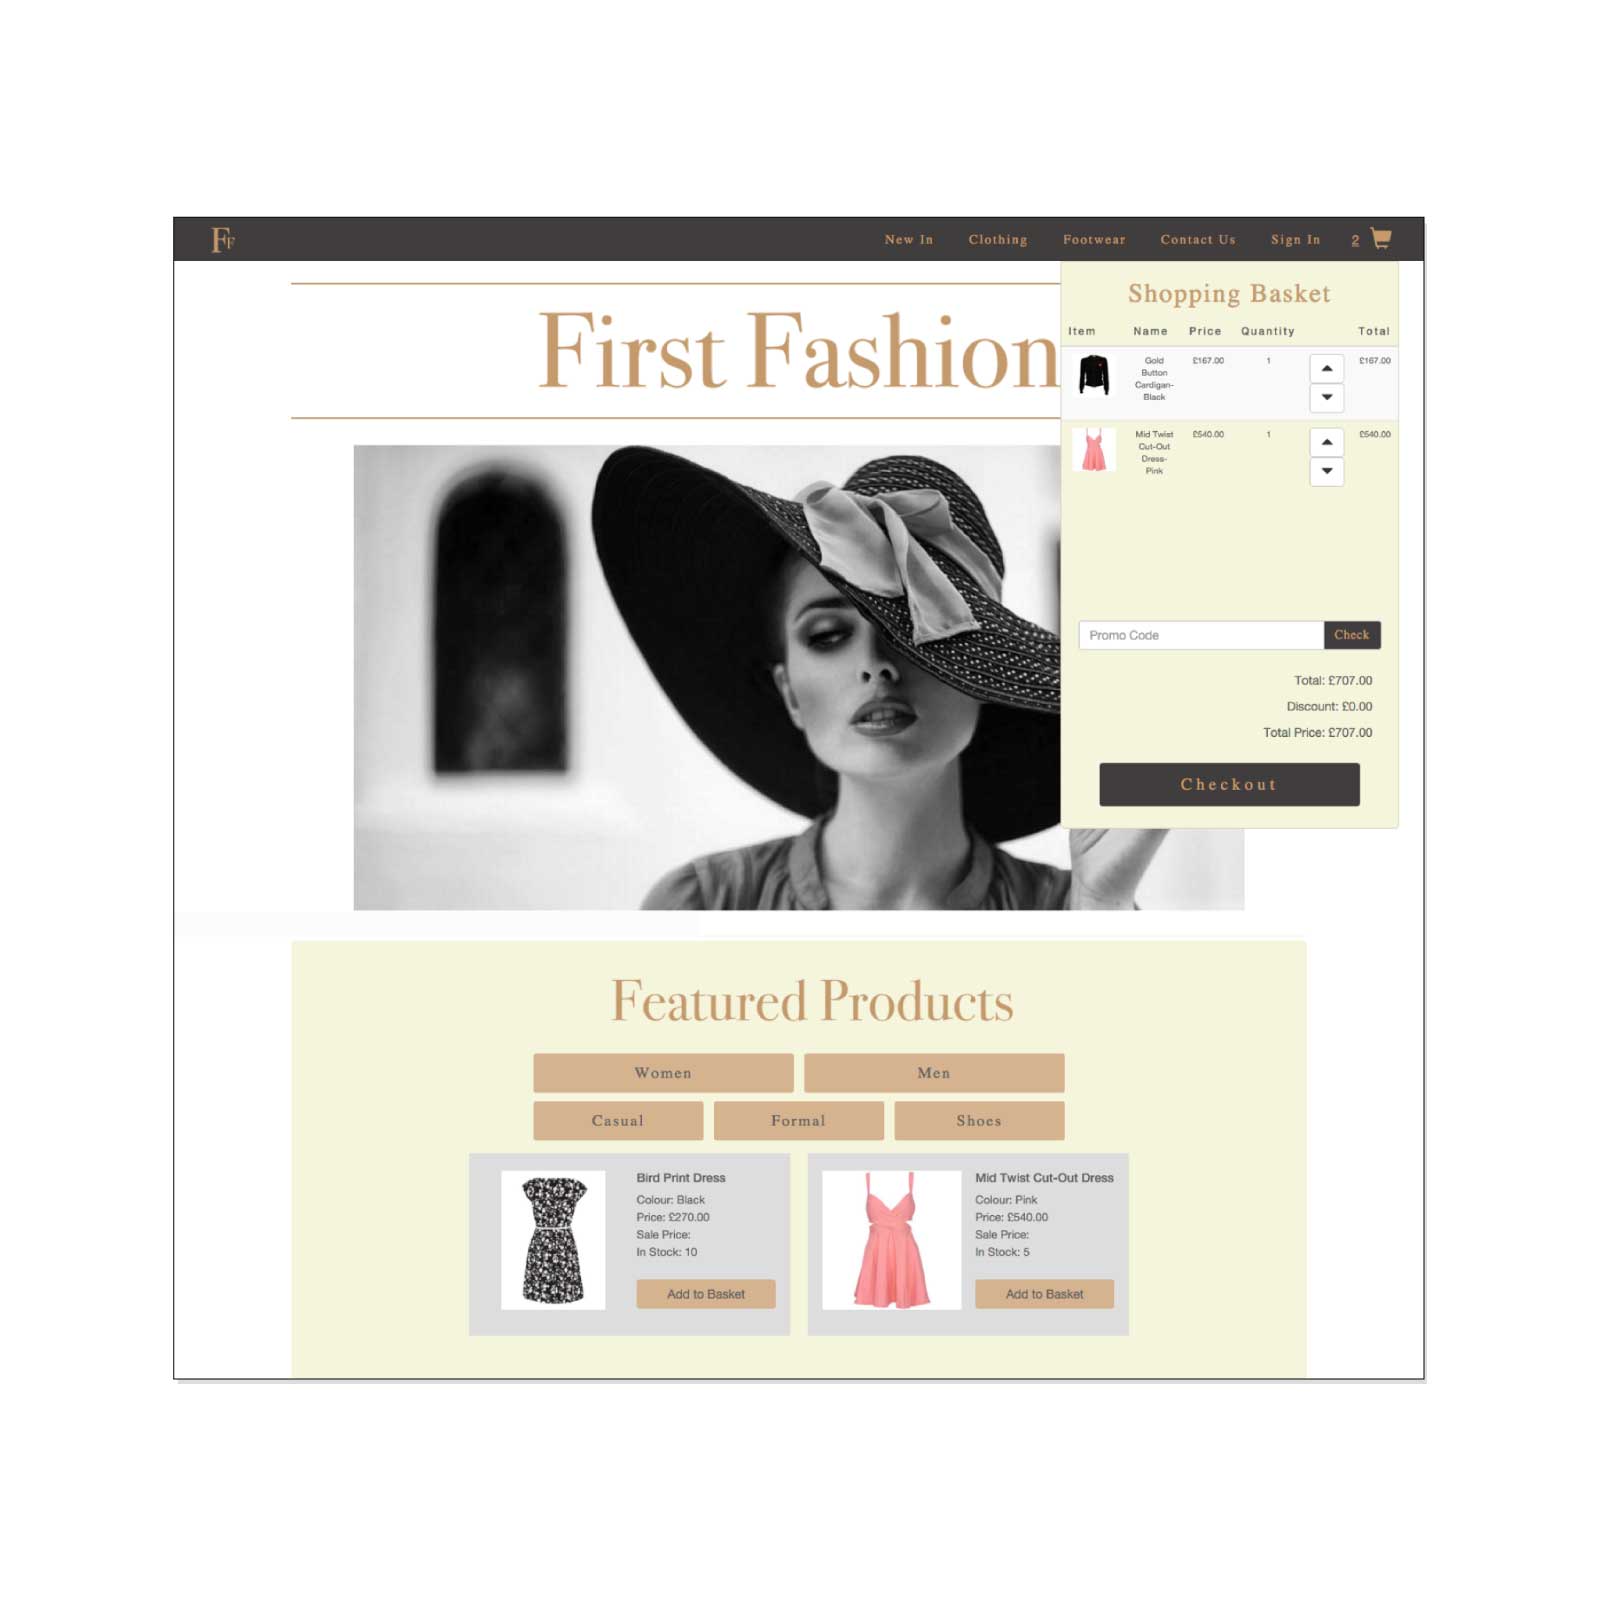 FF
New In Clothing Footwear Contact Us Sign In 2
Shopping Basket
Item Name Price Quantity Total
Gold
Button
Cardigan-
Black
£167.00 1 £167.00
Mid Twist
Cut-Out
Dress-
Pink
£540.00 1 £540.00
Promo Code Check
Total: £707.00
Discount: £0.00
Total Price: £707.00
Checkout
First Fashion
Featured Products
Women Men
Casual Formal Shoes
Bird Print Dress
Colour: Black
Price: £270.00
Sale Price:
In Stock: 10
Add to Basket
Mid Twist Cut-Out Dress
Colour: Pink
Price: £540.00
Sale Price:
In Stock: 5
Add to Basket